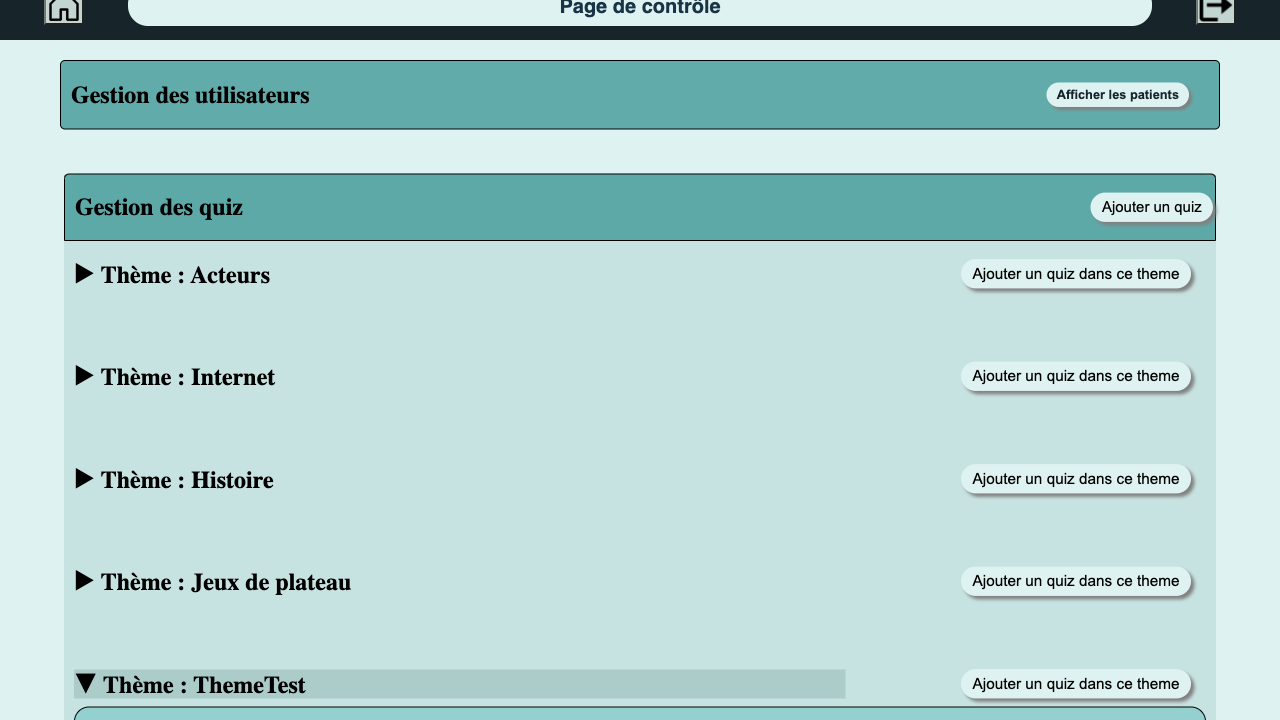 Page de contrôle
Gestion des utilisateurs
Afficher les patients
Gestion des quiz
Ajouter un quiz
Thème : Acteurs
Ajouter un quiz dans ce theme
Thème : Internet
Ajouter un quiz dans ce theme
Thème : Histoire
Ajouter un quiz dans ce theme
Thème : Jeux de plateau
Ajouter un quiz dans ce theme
Thème : ThemeTest
Ajouter un quiz dans ce theme